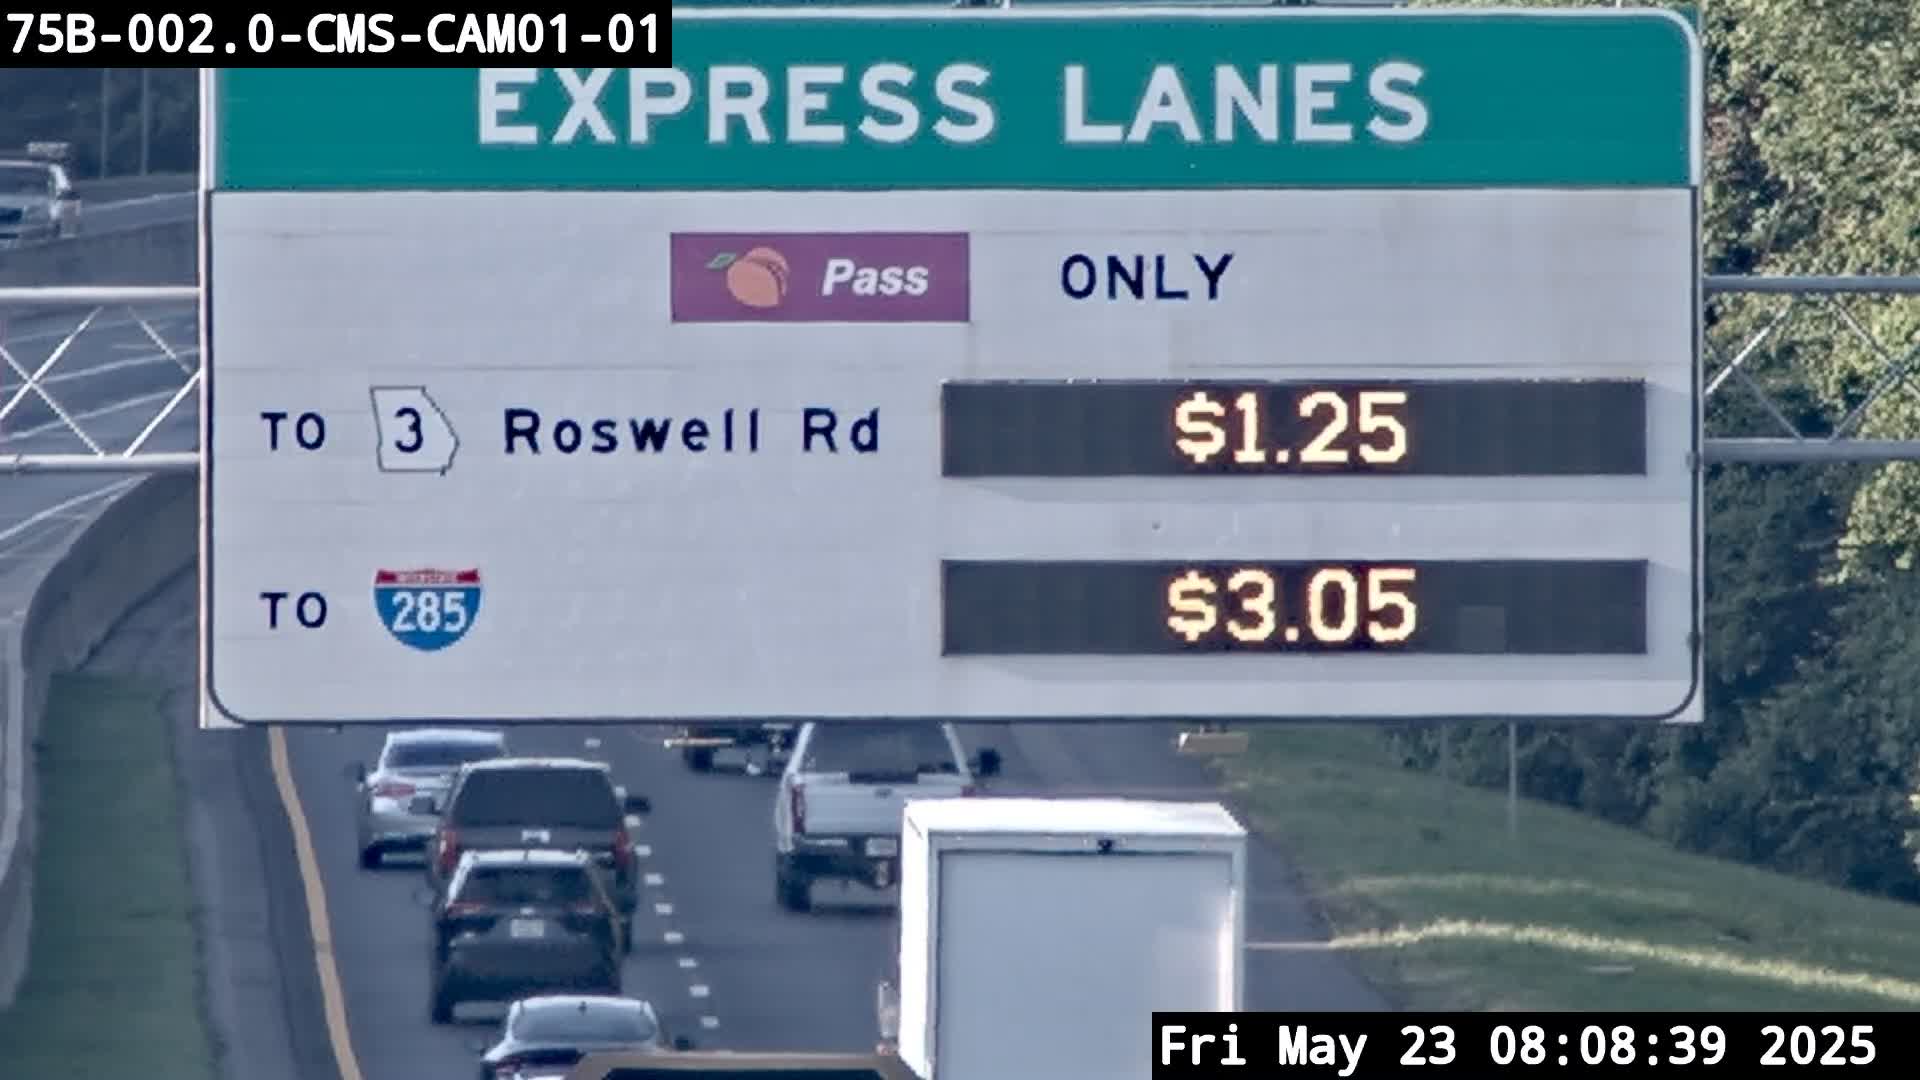 75B-002.0-CMS-CAM01-01
EXPRESS LANES
Pass ONLY
TO 3 Roswell Rd $1.25
TO 285 $3.05
Fri May 23 08:08:39 2025